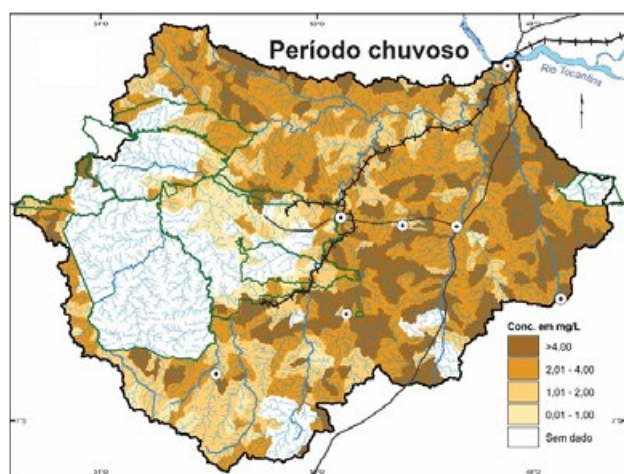 Período chuvoso
Rio Tocantins
Conc. em mg/L
>4,00
2,01 - 4,00
1,01 - 2,00
0,01 - 1,00
Sem dado
7°S